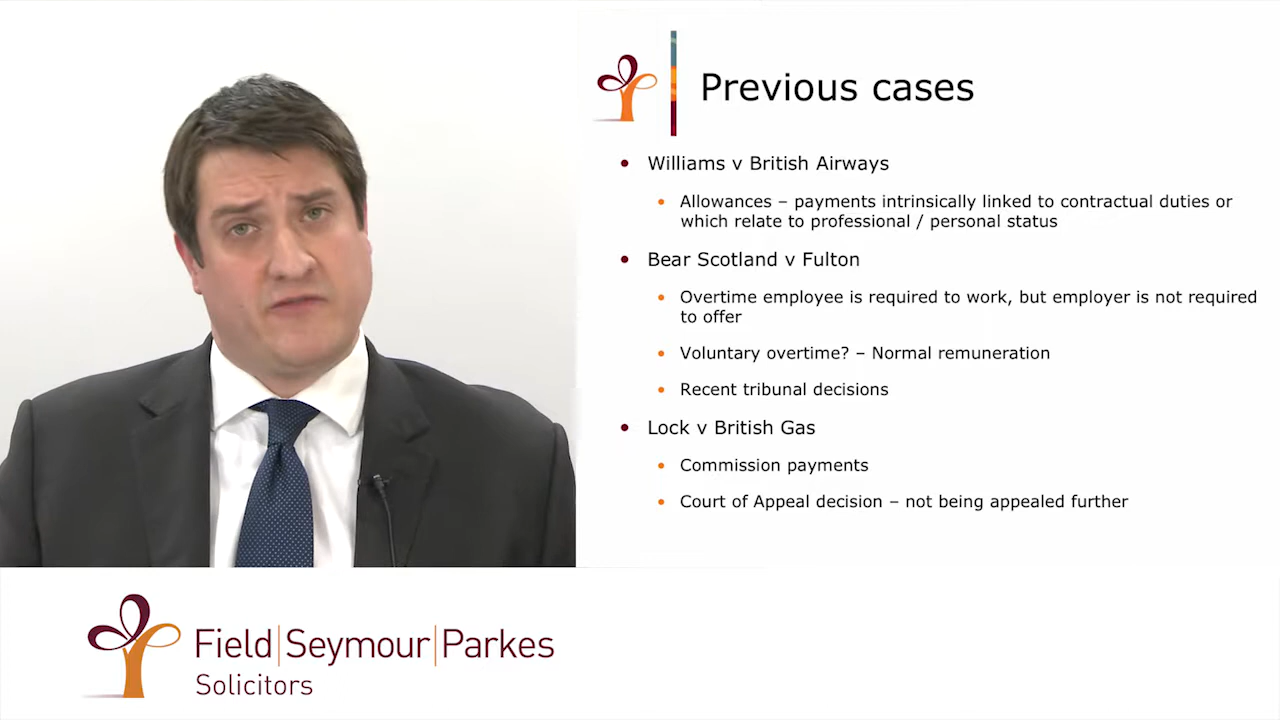 Previous cases
• Williams v British Airways
• Allowances – payments intrinsically linked to contractual duties or
which relate to professional / personal status
• Bear Scotland v Fulton
• Overtime employee is required to work, but employer is not required
to offer
• Voluntary overtime? – Normal remuneration
• Recent tribunal decisions
• Lock v British Gas
• Commission payments
• Court of Appeal decision – not being appealed further
Field|Seymour|Parkes
Solicitors